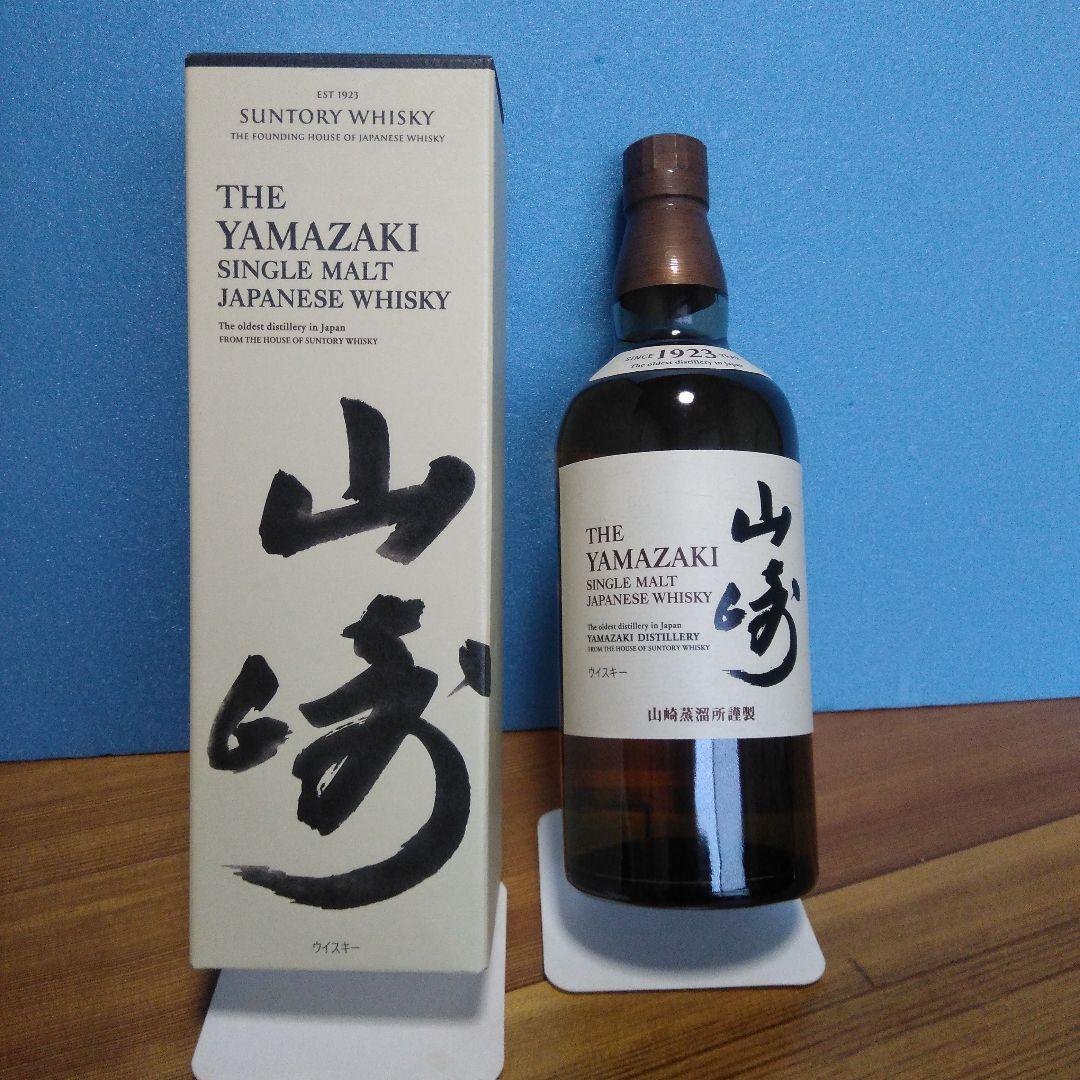 EST 1923
SUNTORY WHISKY
THE FOUNDING HOUSE OF JAPANESE WHISKY
THE
YAMAZAKI
SINGLE MALT
JAPANESE WHISKY
The oldest distillery in Japan
FROM THE HOUSE OF SUNTORY WHISKY
山崎
ウイスキー
SINCE 1923
The oldest distillery in Japan
THE
YAMAZAKI
SINGLE MALT
JAPANESE WHISKY
The oldest distillery in Japan
YAMAZAKI DISTILLERY
FROM THE HOUSE OF SUNTORY WHISKY
ウイスキー
山崎
山崎蒸溜所謹製